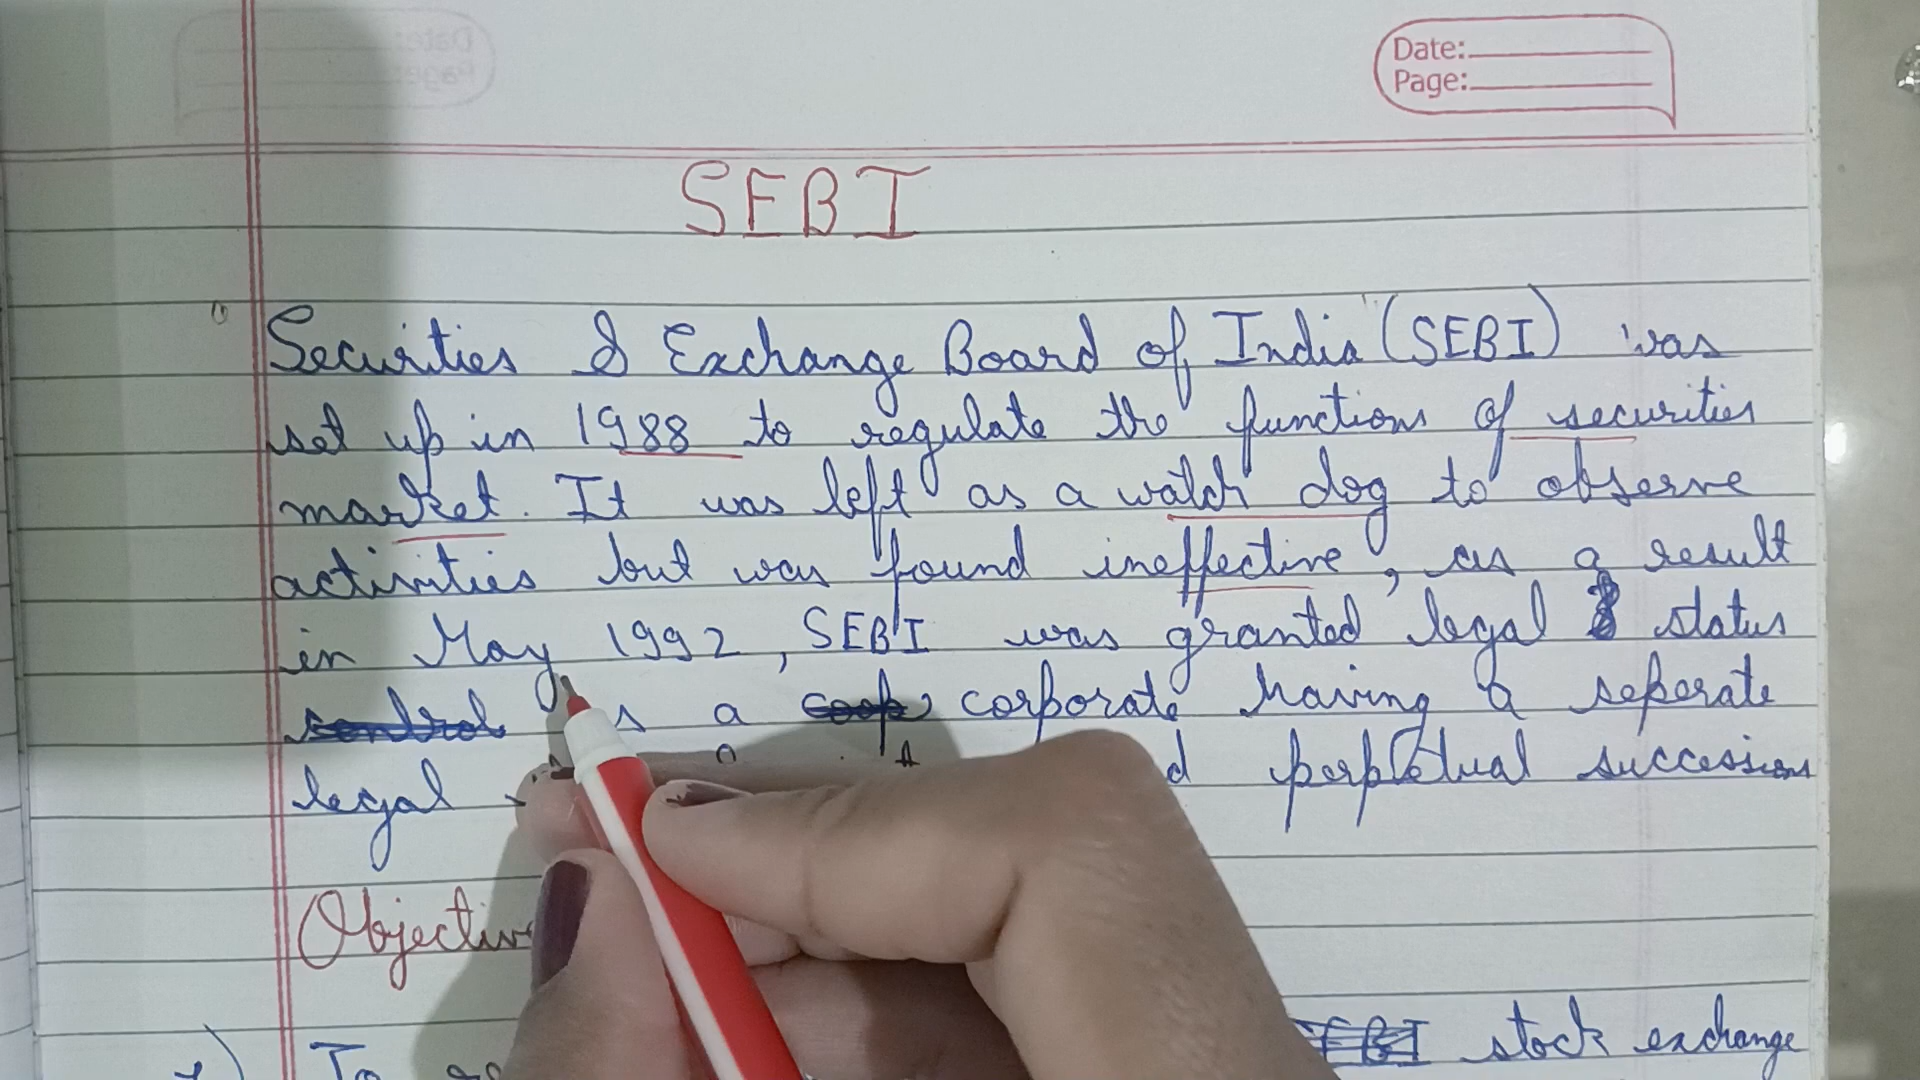 Date:
Page:
SEBI
Securities & Exchange Board of India (SEBI) was
set up in 1988 to regulate the functions of securities
market. It was left as a watch dog to observe
activities but was found ineffective, as a result
in May 1992, SEBI was granted legal status
a corporate having a seperate
legal d perpetual succession
Objective
To stock exchange